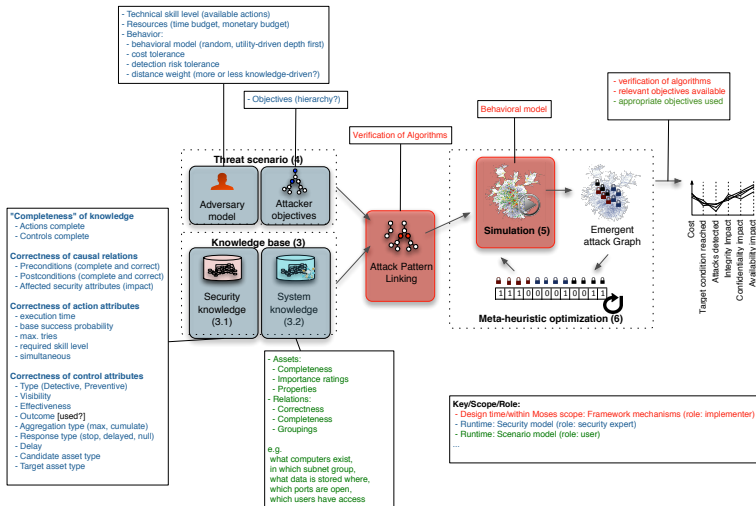 - Technical skill level (available actions)
- Resources (time budget, monetary budget)
- Behavior:
- behavioral model (random, utility-driven depth first)
- cost tolerance
- detection risk tolerance
- distance weight (more or less knowledge-driven?)
- Objectives (hierarchy?)
Verification of Algorithms
Behavioral model
- verification of algorithms
- relevant objectives available
- appropriate objectives used
Threat scenario (4)
Adversary
model
Attacker
objectives
Knowledge base (3)
Security
knowledge
(3.1)
System
knowledge
(3.2)
Attack Pattern
Linking
Simulation (5)
Emergent
attack Graph
1 1 1 0 0 0 0 1 0 0 1 1
Meta-heuristic optimization (6)
Cost
Target condition reached
Attacks detected
Integrity impact
Confidentiality impact
Availability impact
"Completeness" of knowledge
- Actions complete
- Controls complete
Correctness of causal relations
- Preconditions (complete and correct)
- Postconditions (complete and correct)
- Affected security attributes (impact)
Correctness of action attributes
- execution time
- base success probability
- max. tries
- required skill level
- simultaneous
Correctness of control attributes
- Type (Detective, Preventive)
- Visibility
- Effectiveness
- Outcome [used?]
- Aggregation type (max, cumulate)
- Response type (stop, delayed, null)
- Delay
- Candidate asset type
- Target asset type
- Assets:
- Completeness
- Importance ratings
- Properties
- Relations:
- Correctness
- Completeness
- Groupings
e.g.
what computers exist,
in which subnet group,
what data is stored where,
which ports are open,
which users have access
Key/Scope/Role:
- Design time/within Moses scope: Framework mechanisms (role: implementer)
- Runtime: Security model (role: security expert)
- Runtime: Scenario model (role: user)
...